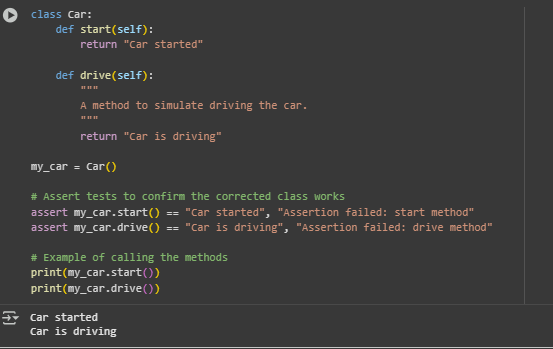 class Car:
    def start(self):
        return "Car started"

    def drive(self):
        """
        A method to simulate driving the car.
        """
        return "Car is driving"

my_car = Car()

# Assert tests to confirm the corrected class works
assert my_car.start() == "Car started", "Assertion failed: start method"
assert my_car.drive() == "Car is driving", "Assertion failed: drive method"

# Example of calling the methods
print(my_car.start())
print(my_car.drive())
Car started
Car is driving